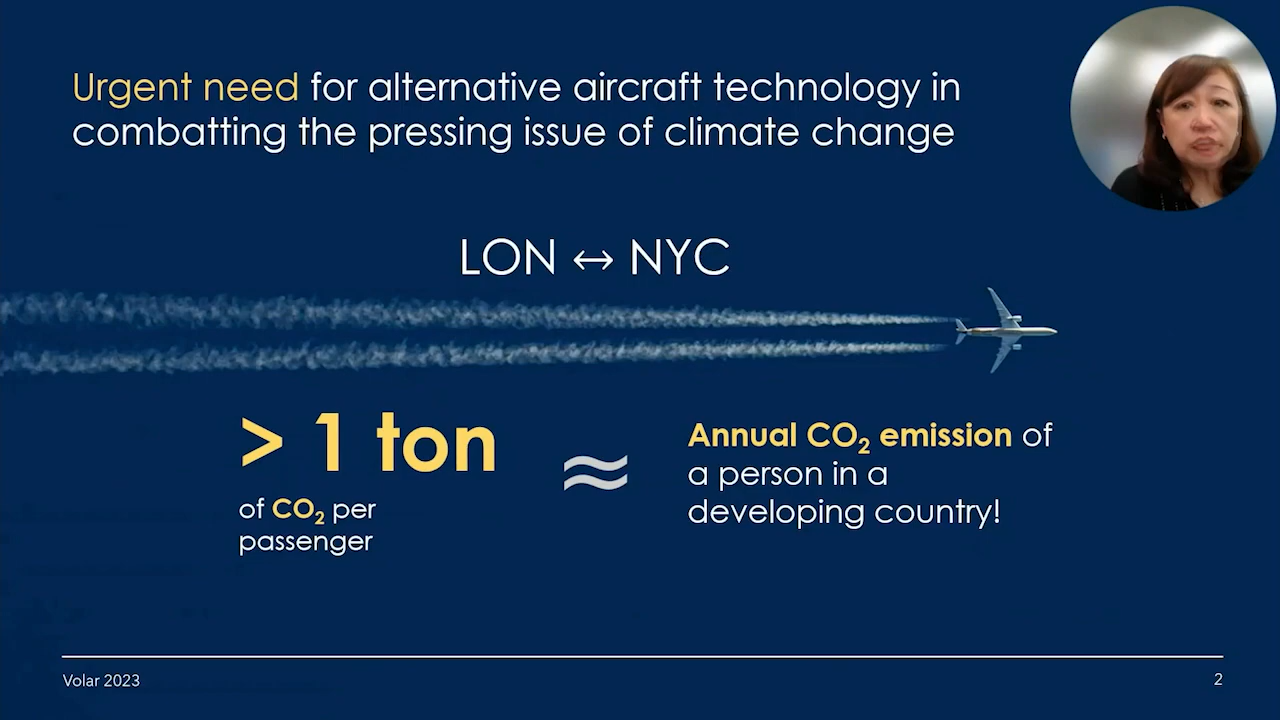 Urgent need for alternative aircraft technology in
combatting the pressing issue of climate change
LON ↔ NYC
> 1 ton
of CO₂ per
passenger
≈
Annual CO₂ emission of
a person in a
developing country!
Volar 2023
2